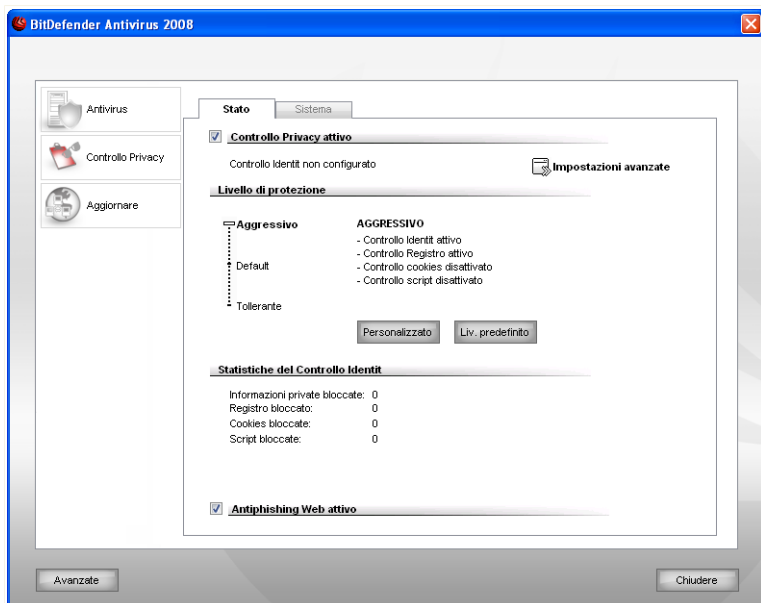 BitDefender Antivirus 2008
Antivirus
Controllo Privacy
Aggiornare
Stato
Sistema
Controllo Privacy attivo
Controllo Identit non configurato
Impostazioni avanzate
Livello di protezione
Aggressivo
Default
Tollerante
AGGRESSIVO
- Controllo Identit attivo
- Controllo Registro attivo
- Controllo cookies disattivato
- Controllo script disattivato
Personalizzato
Liv. predefinito
Statistiche del Controllo Identit
Informazioni private bloccate: 0
Registro bloccato: 0
Cookies bloccate: 0
Script bloccate: 0
Antiphishing Web attivo
Avanzate
Chiudere